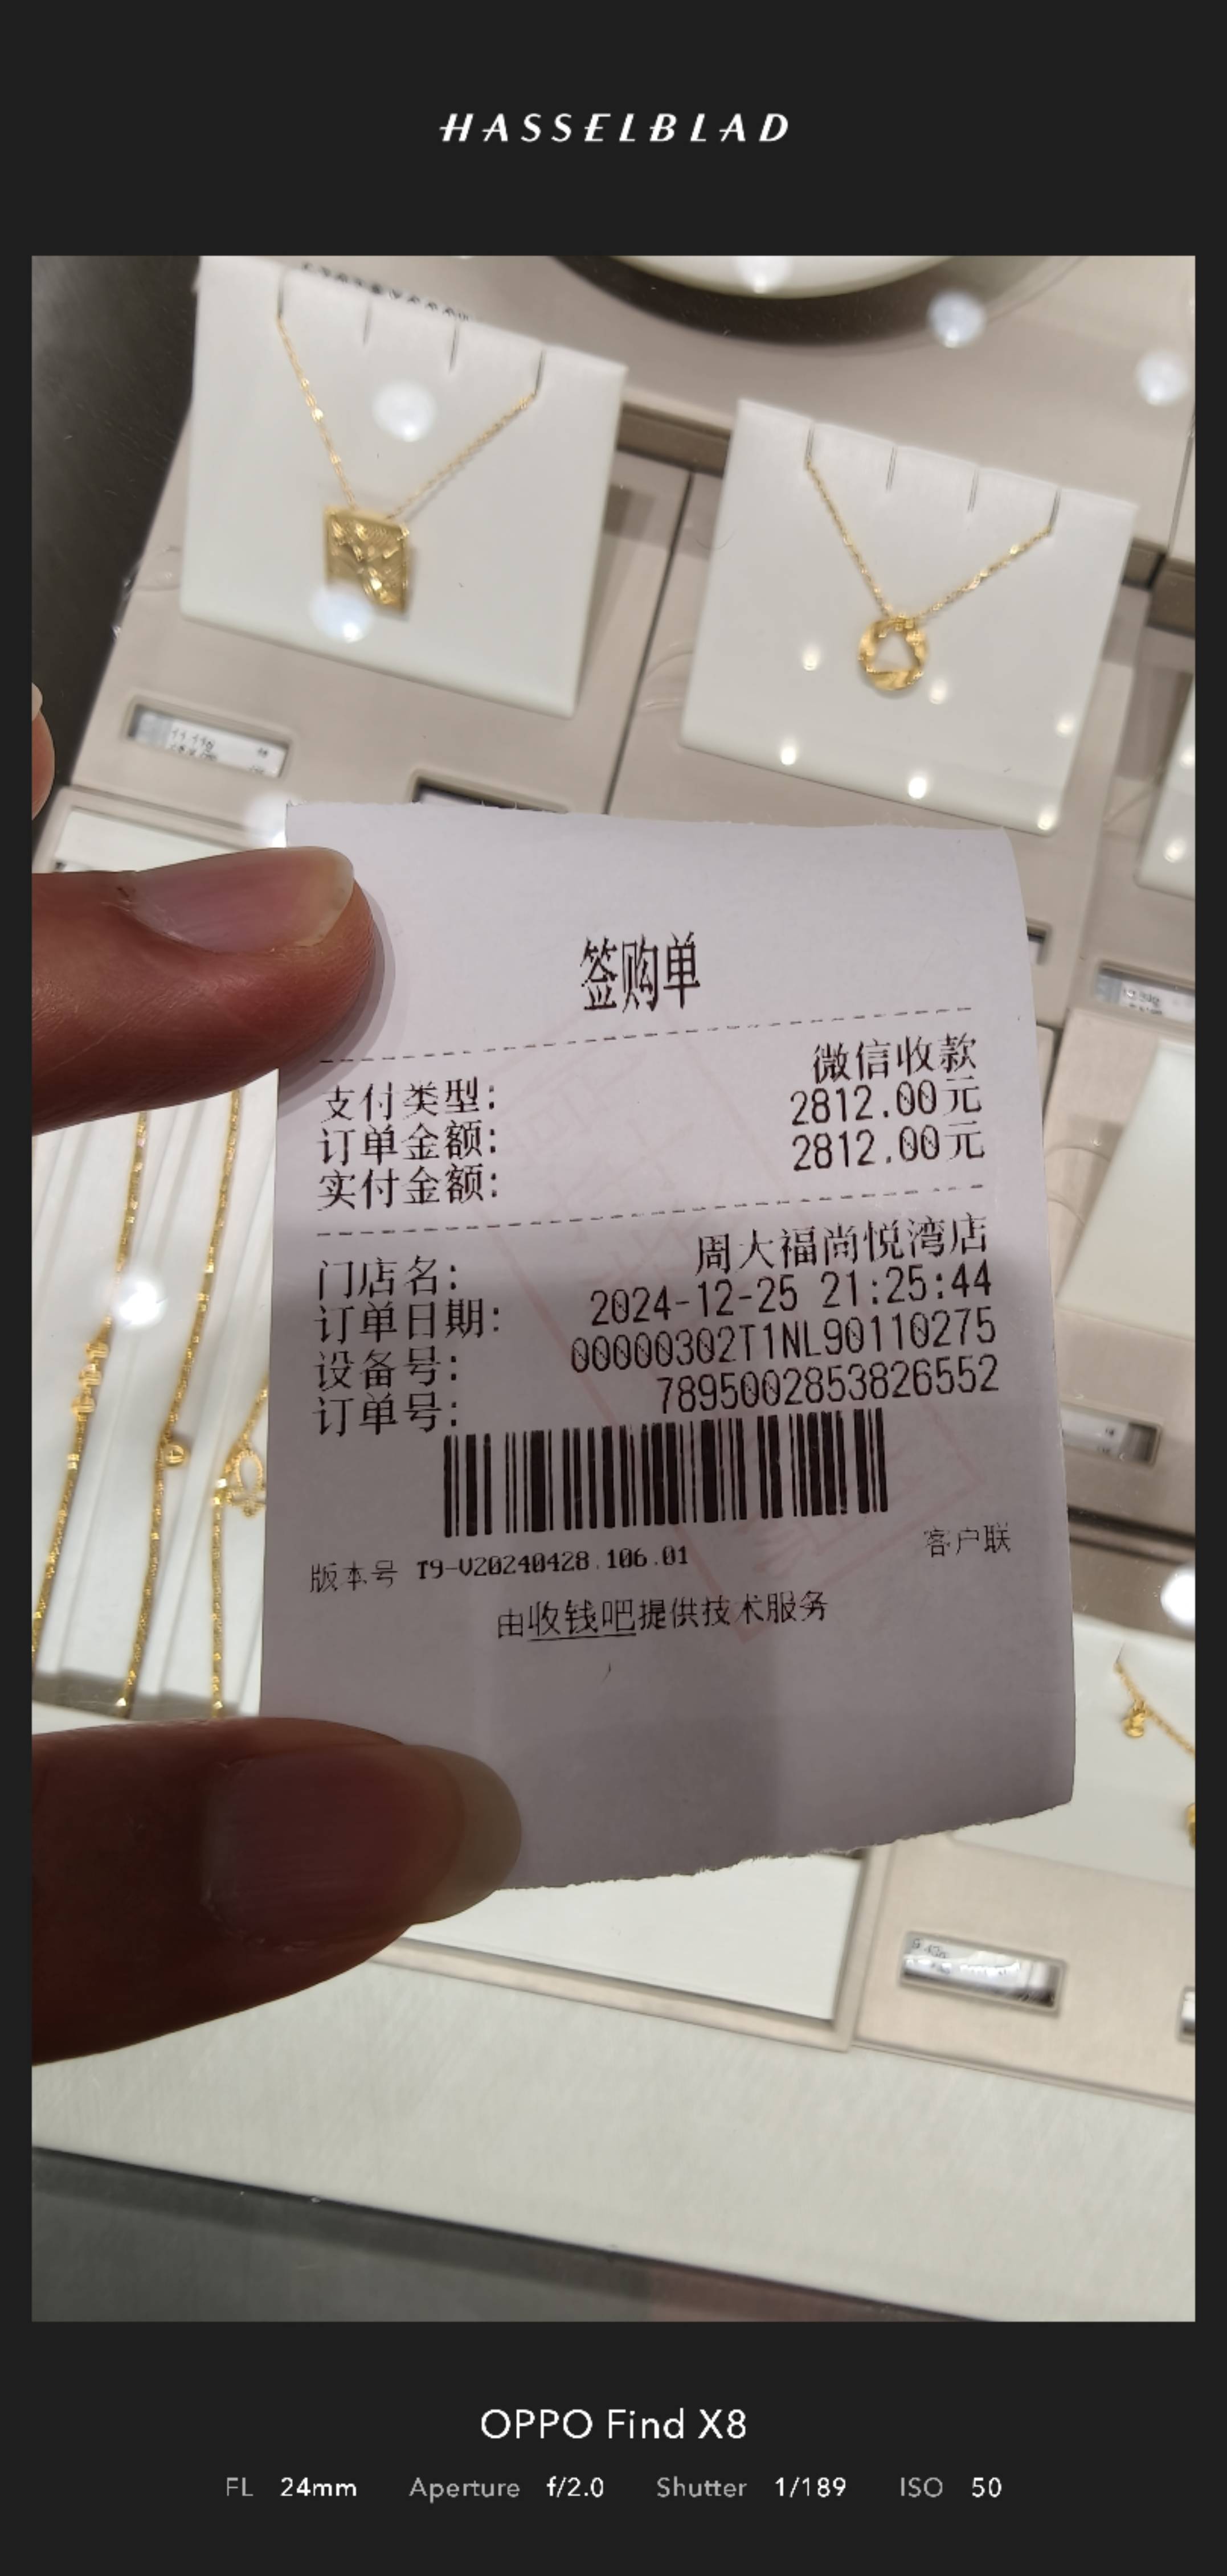 HASSELBLAD
签购单
支付类型: 微信收款
订单金额: 2812.00元
实付金额: 2812.00元
门店名: 周大福尚悦湾店
订单日期: 2024-12-25 21:25:44
设备号: 00000302T1NL90110275
订单号: 7895002853826552
版本号 T9-V20240428.106.01 客户联
由收钱吧提供技术服务
OPPO Find X8
FL 24mm Aperture f/2.0 Shutter 1/189 ISO 50